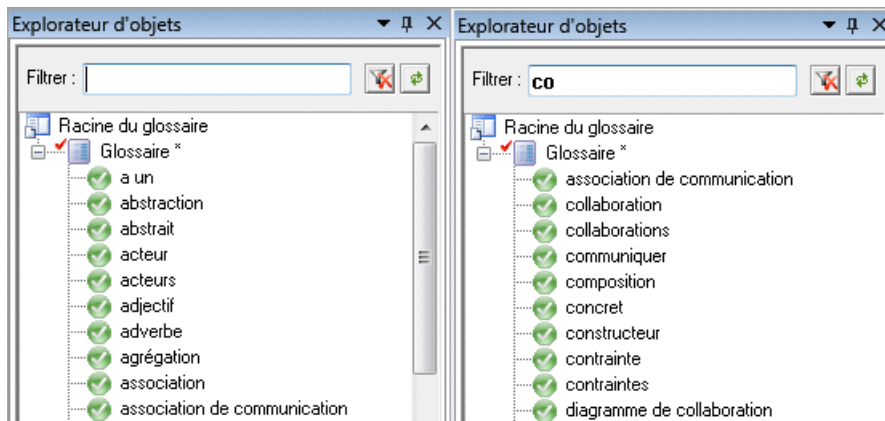 Explorateur d'objets
Filtrer :
Racine du glossaire
Glossaire *
a un
abstraction
abstrait
acteur
acteurs
adjectif
adverbe
agrégation
association
association de communication
Explorateur d'objets
Filtrer : co
Racine du glossaire
Glossaire *
association de communication
collaboration
collaborations
communiquer
composition
concret
constructeur
contrainte
contraintes
diagramme de collaboration